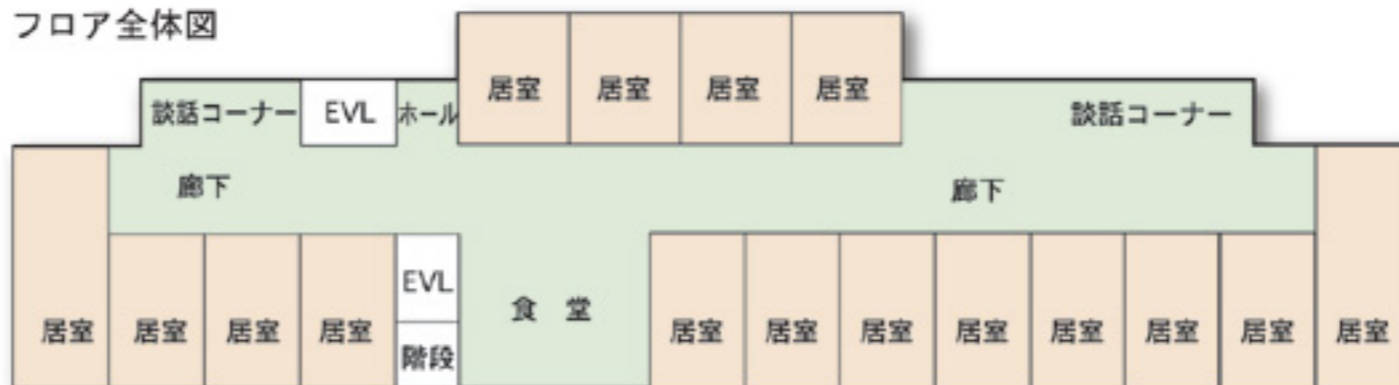 フロア全体図
居室 居室 居室 居室
談話コーナー EVL ホール 談話コーナー
廊下 廊下
EVL
食 堂
居室 居室 居室 居室 居室 居室 居室 居室 居室 居室 居室 居室
階段